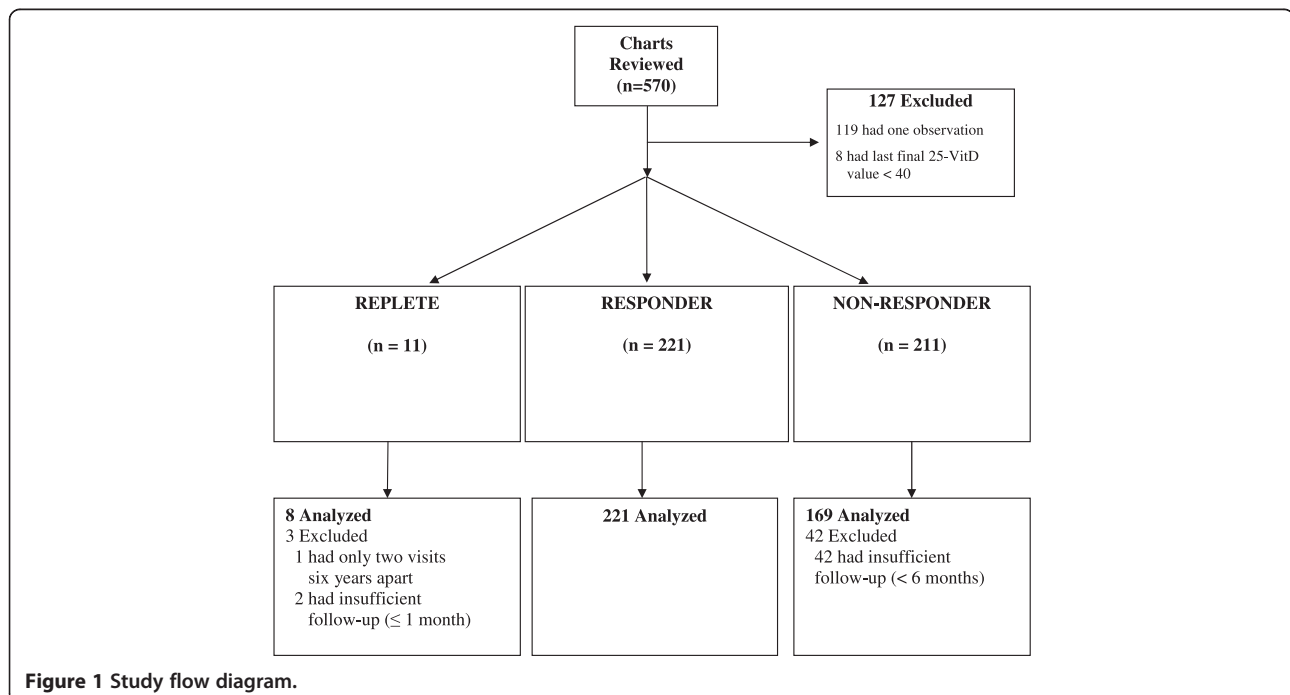 Charts
Reviewed
(n=570)
127 Excluded
119 had one observation
8 had last final 25-VitD
value < 40
REPLETE
(n = 11)
RESPONDER
(n = 221)
NON-RESPONDER
(n = 211)
8 Analyzed
3 Excluded
1 had only two visits
six years apart
2 had insufficient
follow-up (≤ 1 month)
221 Analyzed
169 Analyzed
42 Excluded
42 had insufficient
follow-up (< 6 months)
Figure 1 Study flow diagram.